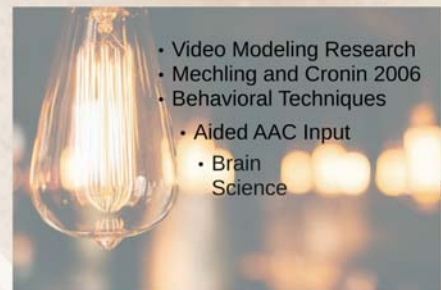 • Video Modeling Research
• Mechling and Cronin 2006
• Behavioral Techniques
• Aided AAC Input
• Brain
Science